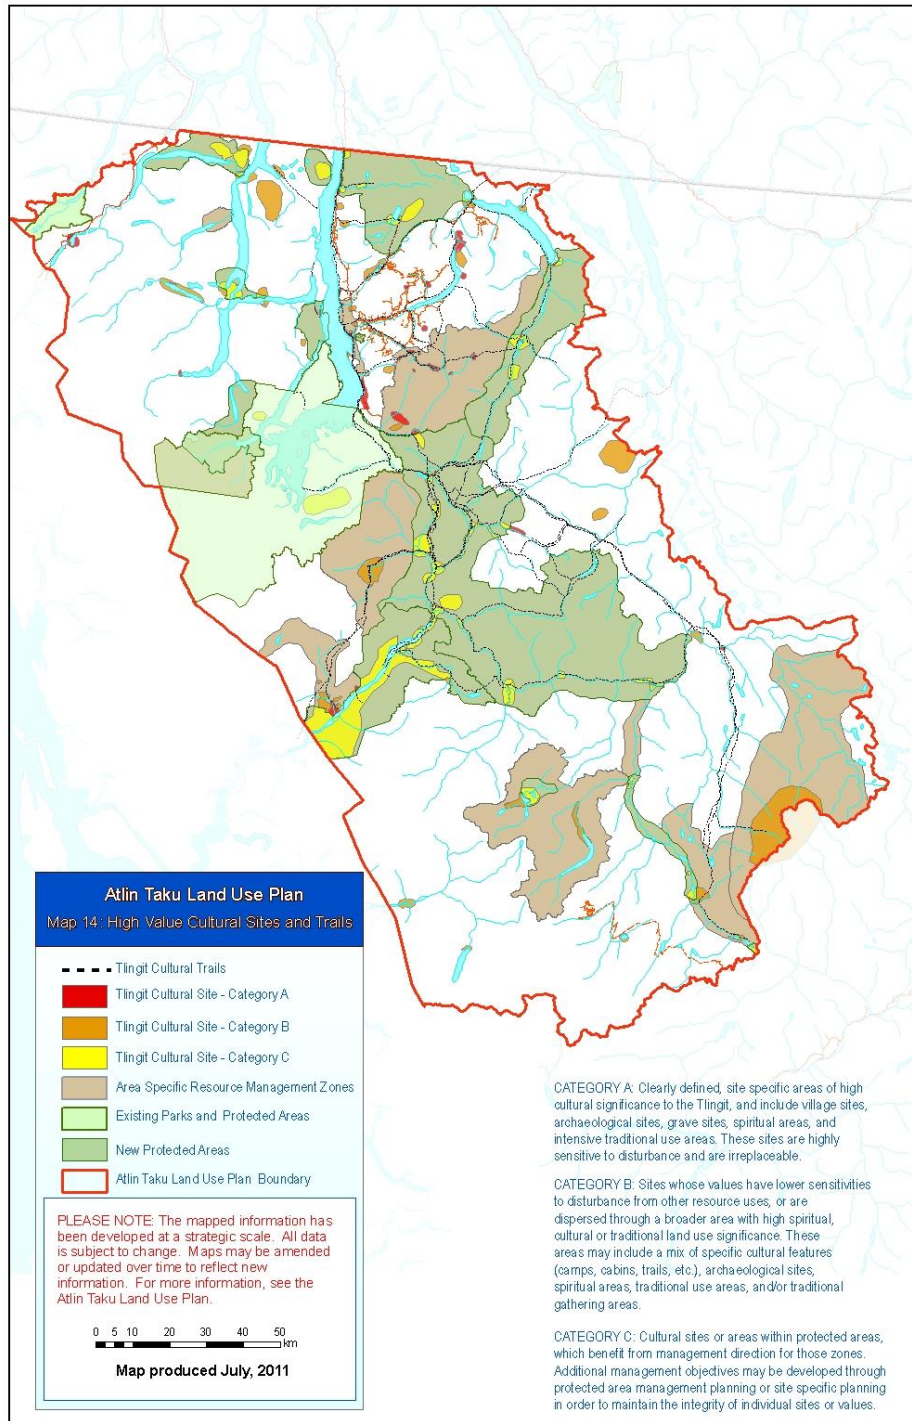 Atlin Taku Land Use Plan
Map 14: High Value Cultural Sites and Trails
Tlingit Cultural Trails
Tlingit Cultural Site - Category A
Tlingit Cultural Site - Category B
Tlingit Cultural Site - Category C
Area Specific Resource Management Zones
Existing Parks and Protected Areas
New Protected Areas
Atlin Taku Land Use Plan Boundary
PLEASE NOTE: The mapped information has
been developed at a strategic scale. All data
is subject to change. Maps may be amended
or updated over time to reflect new
information. For more information, see the
Atlin Taku Land Use Plan.
0 5 10 20 30 40 50
km
Map produced July, 2011
CATEGORY A: Clearly defined, site specific areas of high
cultural significance to the Tlingit, and include village sites,
archaeological sites, grave sites, spiritual areas, and
intensive traditional use areas. These sites are highly
sensitive to disturbance and are irreplaceable.
CATEGORY B: Sites whose values have lower sensitivities
to disturbance from other resource uses, or are
dispersed through a broader area with high spiritual,
cultural or traditional land use significance. These
areas may include a mix of specific cultural features
(camps, cabins, trails, etc.), archaeological sites,
spiritual areas, traditional use areas, and/or traditional
gathering areas.
CATEGORY C: Cultural sites or areas within protected areas,
which benefit from management direction for those zones.
Additional management objectives may be developed through
protected area management planning or site specific planning
in order to maintain the integrity of individual sites or values.